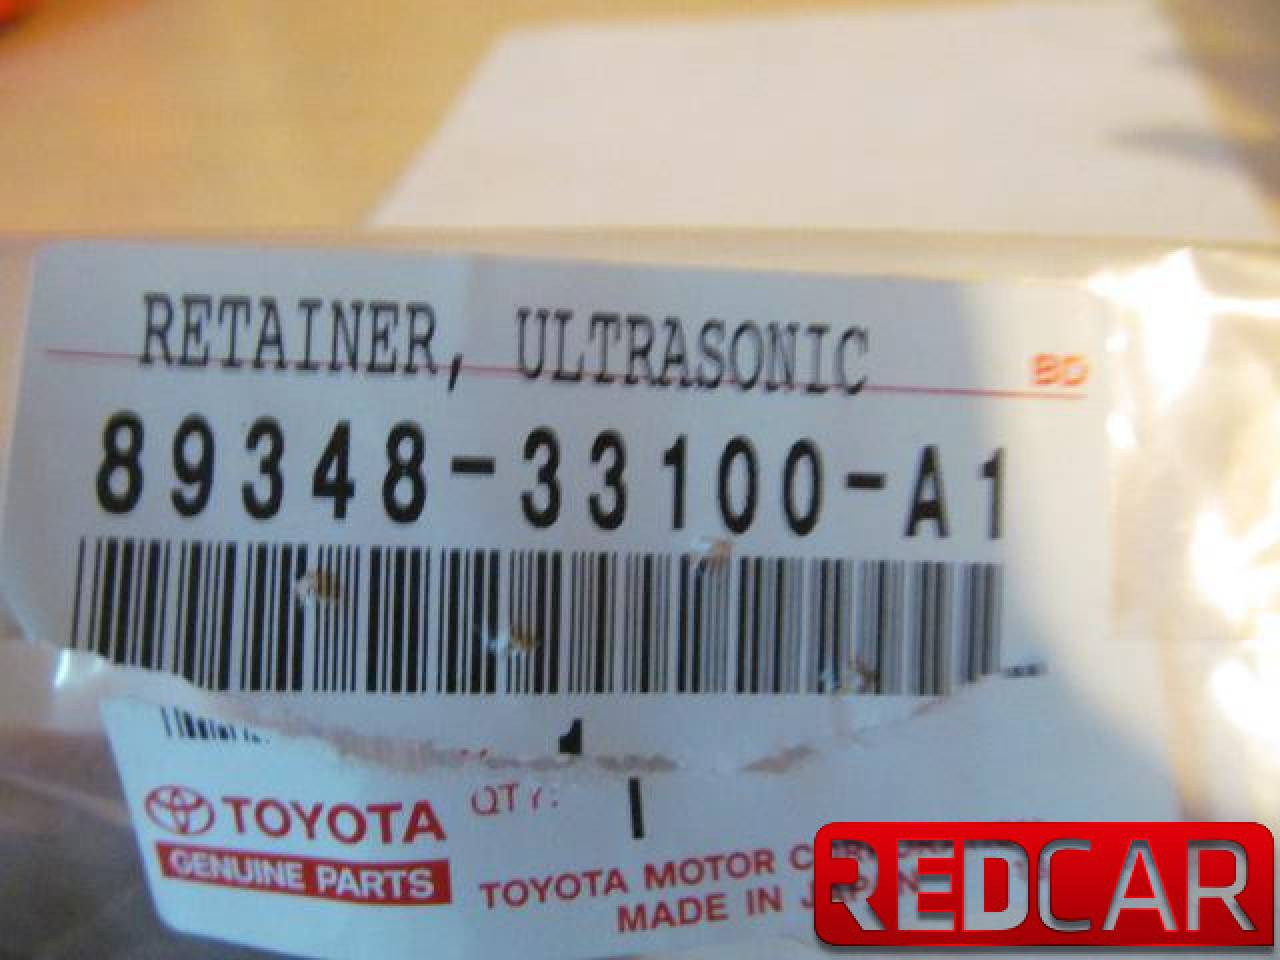 RETAINER, ULTRASONIC
BD
89348-33100-A1
QTY. 1
TOYOTA
GENUINE PARTS
TOYOTA MOTOR
MADE IN
REDCAR